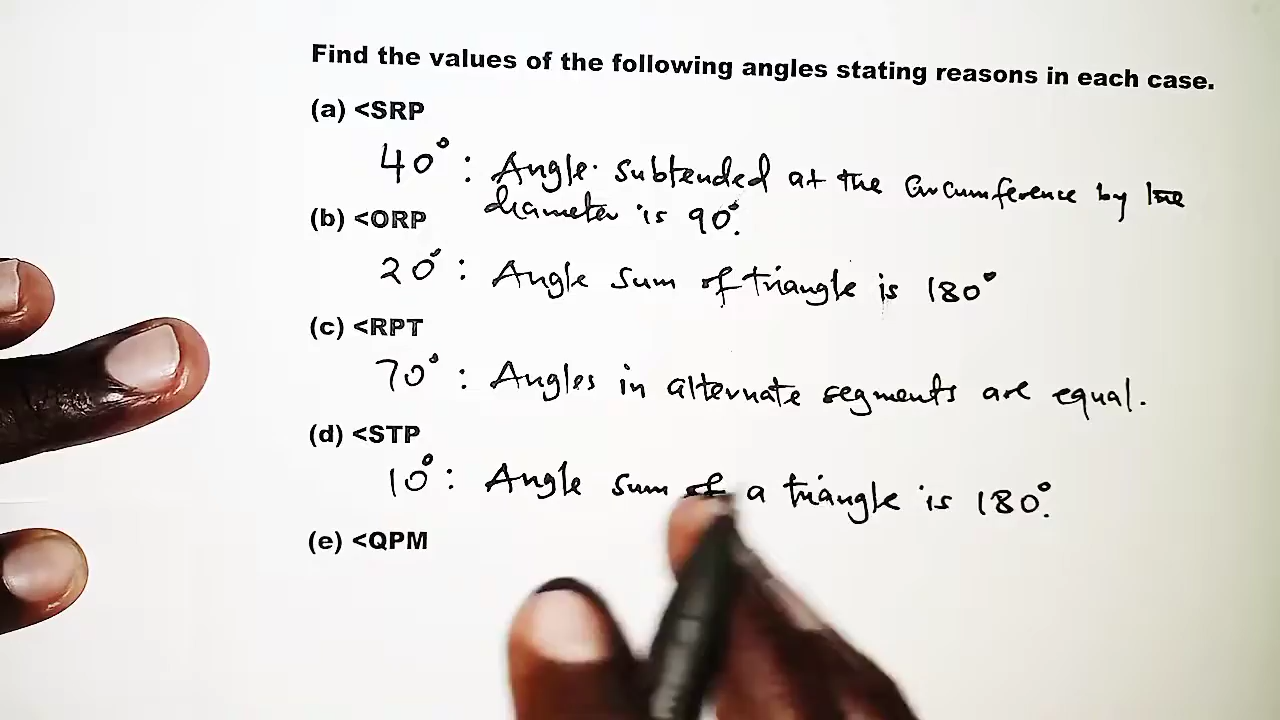 Find the values of the following angles stating reasons in each case.
(a) <SRP
40° : Angle subtended at the Circumference by the
diameter is 90°.
(b) <ORP
20° : Angle sum of triangle is 180°
(c) <RPT
70° : Angles in alternate segments are equal.
(d) <STP
10° : Angle sum of a triangle is 180°.
(e) <QPM